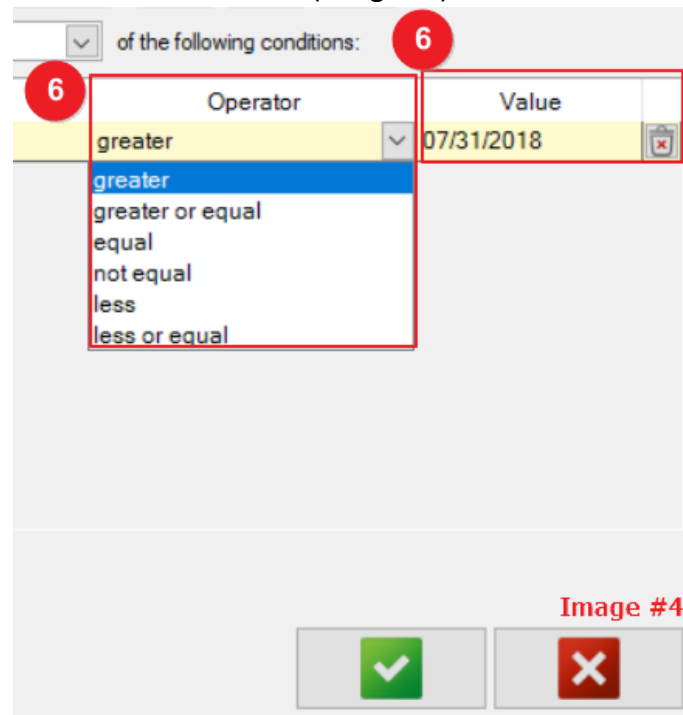 of the following conditions:
6
6
Operator
Value
greater
07/31/2018
greater
greater or equal
equal
not equal
less
less or equal
Image #4